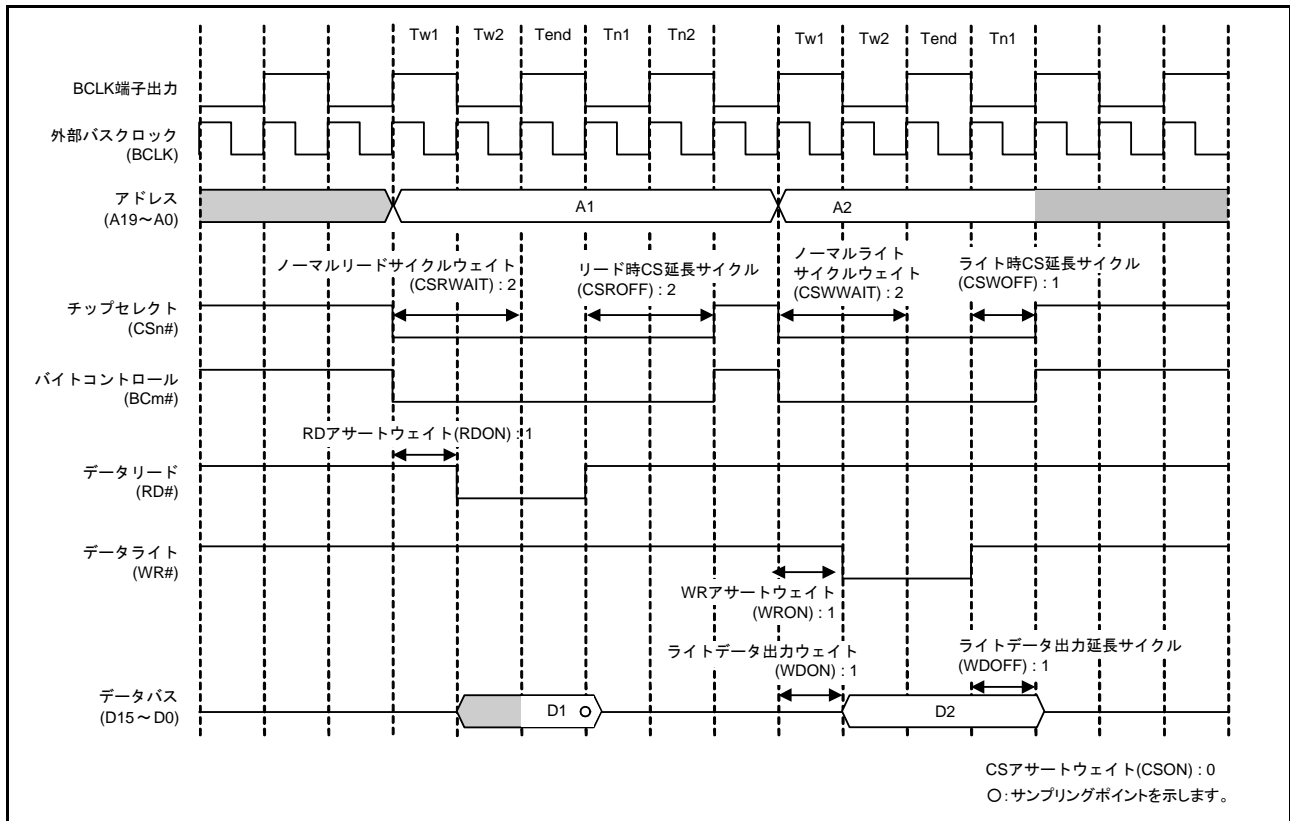 Tw1 Tw2 Tend Tn1 Tn2 Tw1 Tw2 Tend Tn1
BCLK端子出力
外部バスクロック
(BCLK)
アドレス
(A19~A0)
A1
A2
ノーマルリードサイクルウェイト
(CSRWAIT) : 2
リード時CS延長サイクル
(CSROFF) : 2
ノーマルライト
サイクルウェイト
(CSWWAIT) : 2
ライト時CS延長サイクル
(CSWOFF) : 1
チップセレクト
(CSn#)
バイトコントロール
(BCm#)
RDアサートウェイト(RDON) : 1
データリード
(RD#)
データライト
(WR#)
WRアサートウェイト
(WRON) : 1
ライトデータ出力ウェイト
(WDON) : 1
ライトデータ出力延長サイクル
(WDOFF) : 1
データバス
(D15~D0)
D1
D2
CSアサートウェイト(CSON) : 0
○:サンプリングポイントを示します。